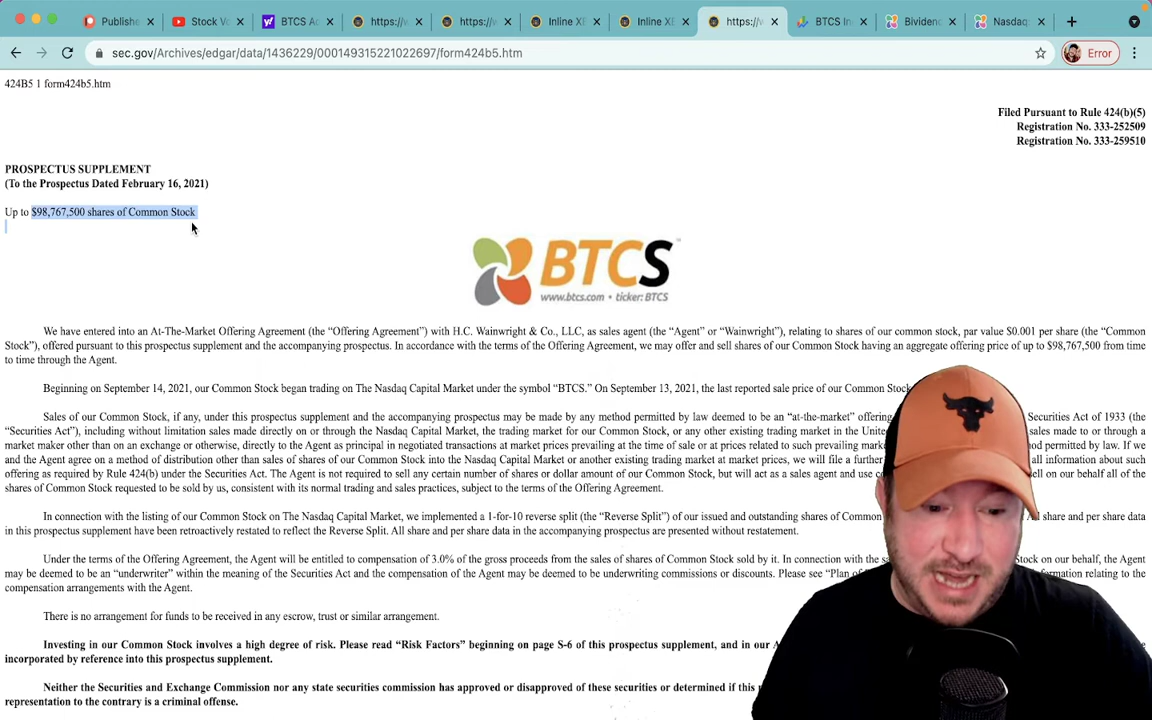 Publishe
Stock Vo
BTCS A
https://w
https://w
Inline XB
Inline XB
https://w
BTCS In
Bividend
Nasdaq
sec.gov/Archives/edgar/data/1436229/000149315221022697/form424b5.htm
Error
424B5 1 form424b5.htm
Filed Pursuant to Rule 424(b)(5)
Registration No. 333-252509
Registration No. 333-259510
PROSPECTUS SUPPLEMENT
(To the Prospectus Dated February 16, 2021)
Up to $98,767,500 shares of Common Stock
BTCS
www.btcs.com • ticker: BTCS
We have entered into an At-The-Market Offering Agreement (the “Offering Agreement”) with H.C. Wainwright & Co., LLC, as sales agent (the “Agent” or “Wainwright”), relating to shares of our common stock, par value $0.001 per share (the “Common
Stock”), offered pursuant to this prospectus supplement and the accompanying prospectus. In accordance with the terms of the Offering Agreement, we may offer and sell shares of our Common Stock having an aggregate offering price of up to $98,767,500 from time
to time through the Agent.
Beginning on September 14, 2021, our Common Stock began trading on The Nasdaq Capital Market under the symbol “BTCS.” On September 13, 2021, the last reported sale price of our Common Stock
Sales of our Common Stock, if any, under this prospectus supplement and the accompanying prospectus may be made by any method permitted by law deemed to be an “at-the-market” offering Securities Act of 1933 (the
“Securities Act”), including without limitation sales made directly on or through the Nasdaq Capital Market, the trading market for our Common Stock, or any other existing trading market in the United sales made to or through a
market maker other than on an exchange or otherwise, directly to the Agent as principal in negotiated transactions at market prices prevailing at the time of sale or at prices related to such prevailing market permitted by law. If we
and the Agent agree on a method of distribution other than sales of shares of our Common Stock into the Nasdaq Capital Market or another existing trading market at market prices, we will file a further all information about such
offering as required by Rule 424(b) under the Securities Act. The Agent is not required to sell any certain number of shares or dollar amount of our Common Stock, but will act as a sales agent and use on our behalf all of the
shares of Common Stock requested to be sold by us, consistent with its normal trading and sales practices, subject to the terms of the Offering Agreement.
In connection with the listing of our Common Stock on The Nasdaq Capital Market, we implemented a 1-for-10 reverse split (the “Reverse Split”) of our issued and outstanding shares of Common share and per share data
in this prospectus supplement have been retroactively restated to reflect the Reverse Split. All share and per share data in the accompanying prospectus are presented without restatement.
Under the terms of the Offering Agreement, the Agent will be entitled to compensation of 3.0% of the gross proceeds from the sales of shares of Common Stock sold by it. In connection with the Stock on our behalf, the Agent
may be deemed to be an “underwriter” within the meaning of the Securities Act and the compensation of the Agent may be deemed to be underwriting commissions or discounts. Please see “Plan of relating to the
compensation arrangements with the Agent.
There is no arrangement for funds to be received in any escrow, trust or similar arrangement.
Investing in our Common Stock involves a high degree of risk. Please read “Risk Factors” beginning on page S-6 of this prospectus supplement, and in our
incorporated by reference into this prospectus supplement.
Neither the Securities and Exchange Commission nor any state securities commission has approved or disapproved of these securities or determined if this
representation to the contrary is a criminal offense.